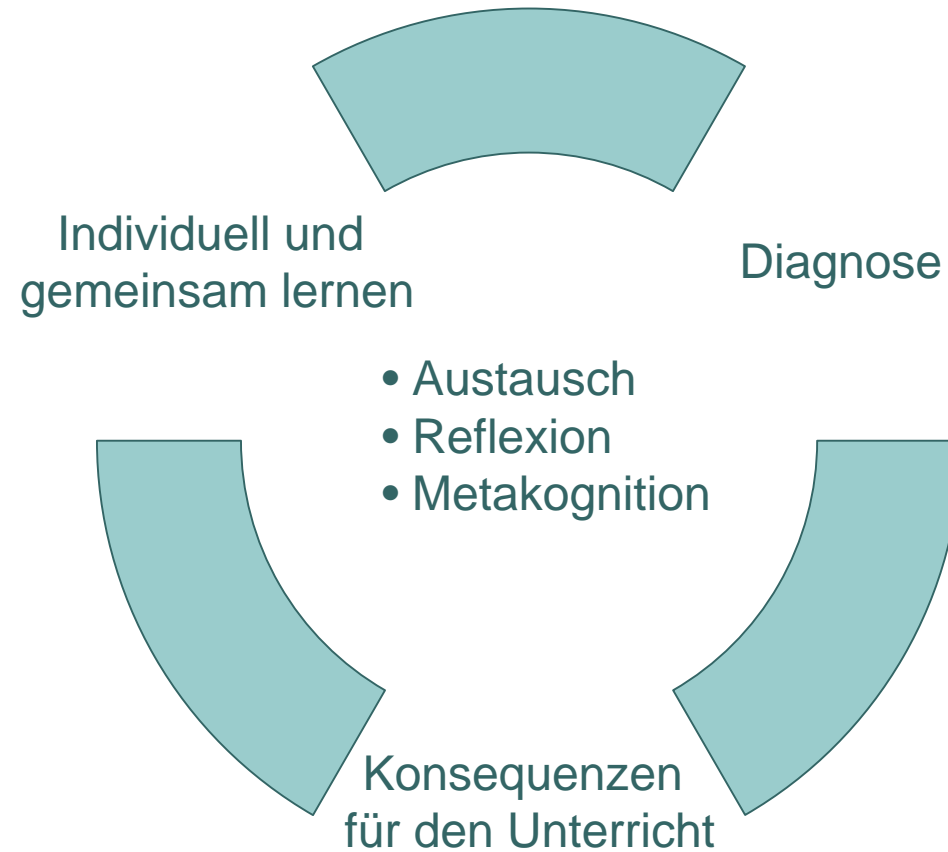 Individuell und
gemeinsam lernen
Diagnose
• Austausch
• Reflexion
• Metakognition
Konsequenzen
für den Unterricht